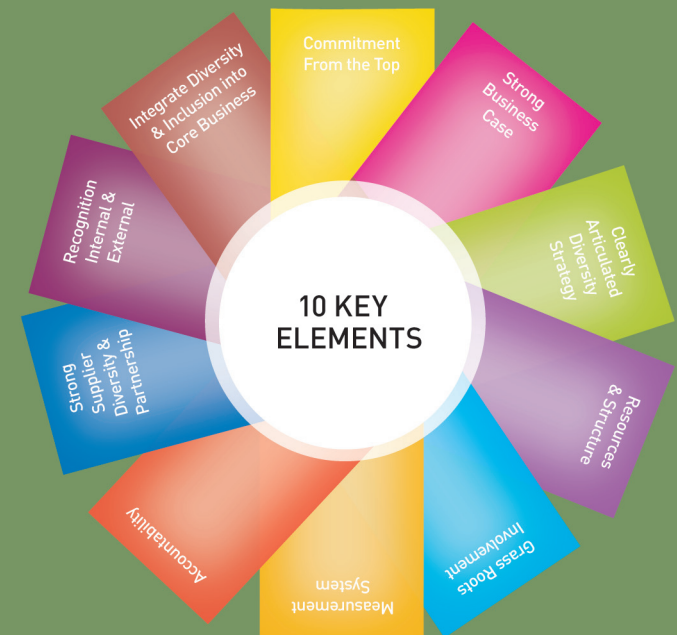 Commitment
From the Top
Strong
Business
Case
Clearly
Articulated
Diversity
Strategy
Resources
& Structure
Grass Roots
Involvement
Measurement
System
Accountability
Strong
Supplier
Diversity &
Partnership
Recognition
Internal &
External
Integrate Diversity
& Inclusion into
Core Business
10 KEY
ELEMENTS